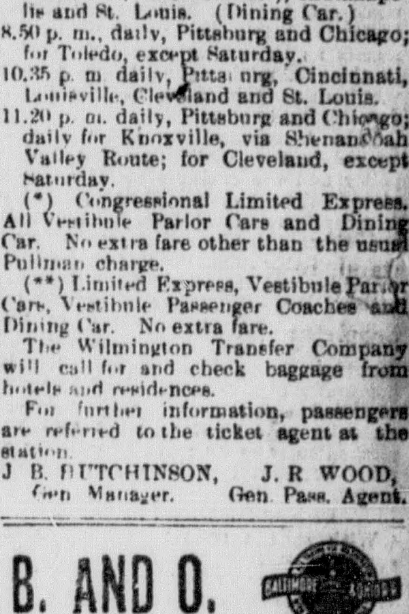 lis and St. Louis. (Dining Car.)
8.50 p. m., daily, Pittsburg and Chicago;
for Toledo, except Saturday.
10.35 p. m daily, Cincinnati,
Louisville, Cleveland and St. Louis.
11.20 p. m. daily, Pittsburg and Chicago;
daily for Knoxville, via Shenandoah
Valley Route; for Cleveland, except
Saturday.
(*) Congressional Limited Express.
All Vestibule Parlor Cars and Dining
Car. No extra fare other than the usual
Pullman charge.
(**) Limited Express, Vestibule Parlor
Cars, Vestibule Passenger Coaches and
Dining Car. No extra fare.
The Wilmington Transfer Company
will call for and check baggage from
hotels and residences.
For further information, passengers
are referred to the ticket agent at the
station.
J B. HUTCHINSON, J. R WOOD,
Gen Manager. Gen. Pass. Agent.
B. AND O.
BALTIMORE